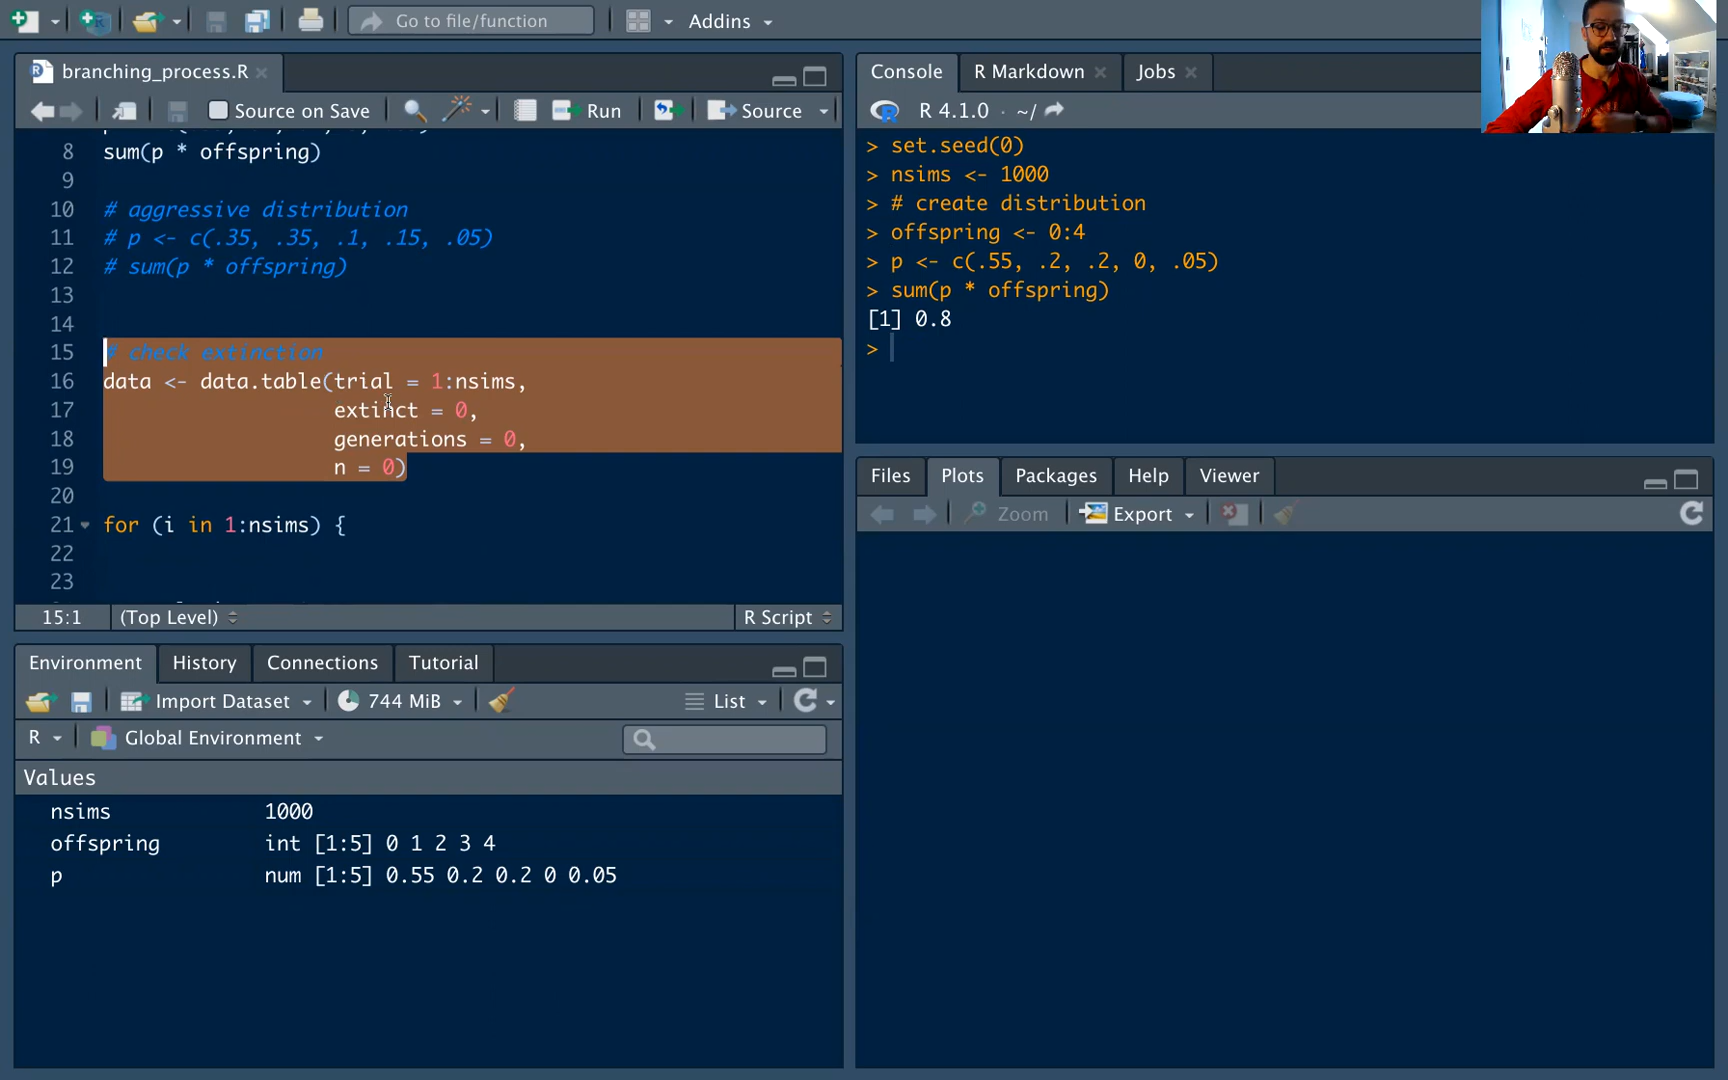 Go to file/function
Addins
branching_process.R
Source on Save
Run
Source
8 sum(p * offspring)
9
10 # aggressive distribution
11 # p <- c(.35, .35, .1, .15, .05)
12 # sum(p * offspring)
13
14
15 # check extinction
16 data <- data.table(trial = 1:nsims,
17 extinct = 0,
18 generations = 0,
19 n = 0)
20
21 for (i in 1:nsims) {
22
23
15:1 (Top Level) R Script
Console R Markdown Jobs
R 4.1.0 · ~/
> set.seed(0)
> nsims <- 1000
> # create distribution
> offspring <- 0:4
> p <- c(.55, .2, .2, 0, .05)
> sum(p * offspring)
[1] 0.8
>
Environment History Connections Tutorial
Import Dataset 744 MiB List
R Global Environment
Values
nsims 1000
offspring int [1:5] 0 1 2 3 4
p num [1:5] 0.55 0.2 0.2 0 0.05
Files Plots Packages Help Viewer
Zoom Export